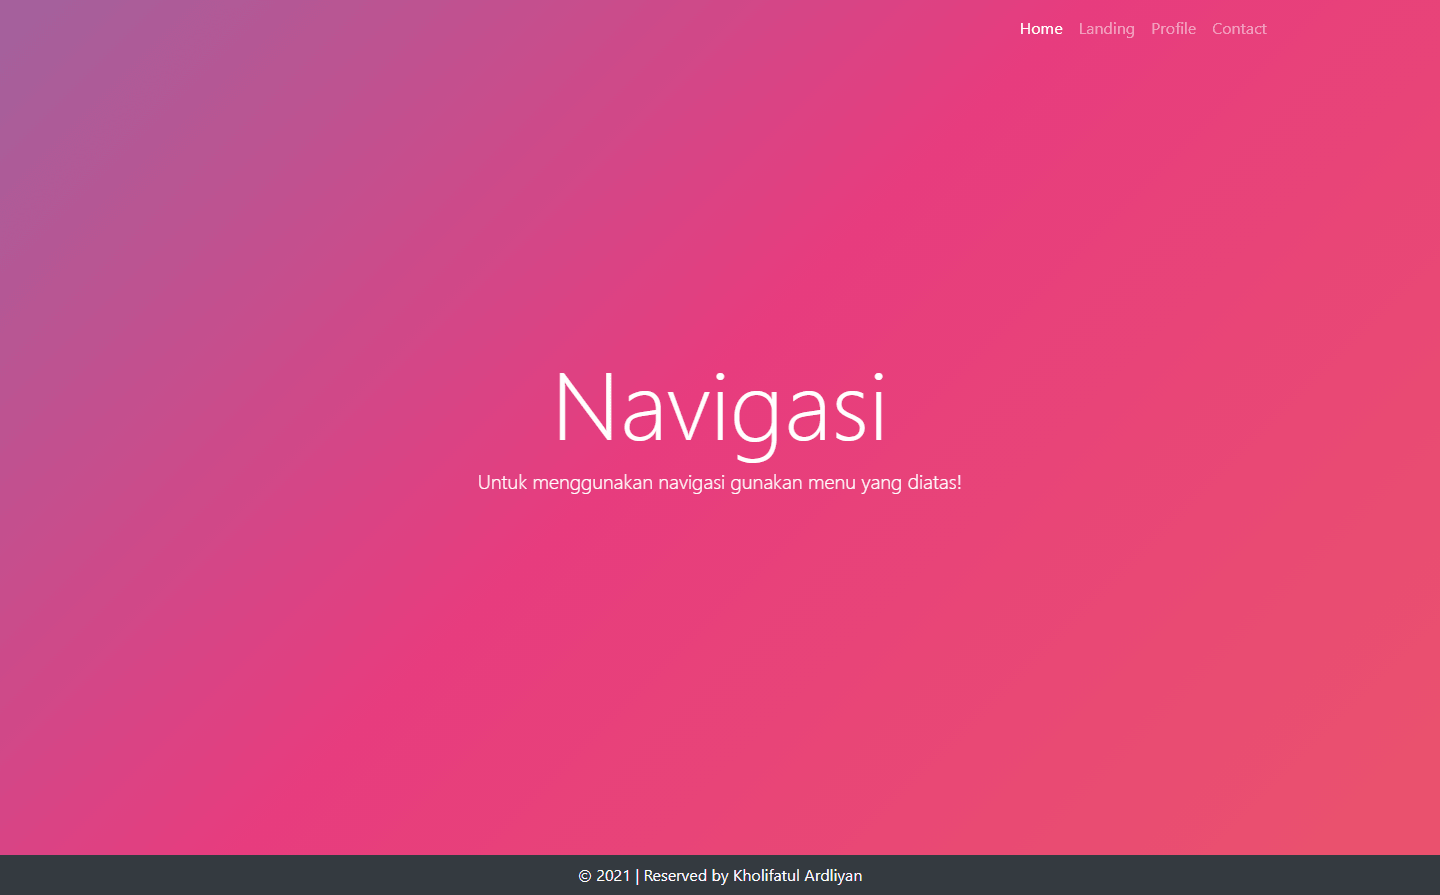 Home Landing Profile Contact
Navigasi
Untuk menggunakan navigasi gunakan menu yang diatas!
© 2021 | Reserved by Kholifatul Ardliyan